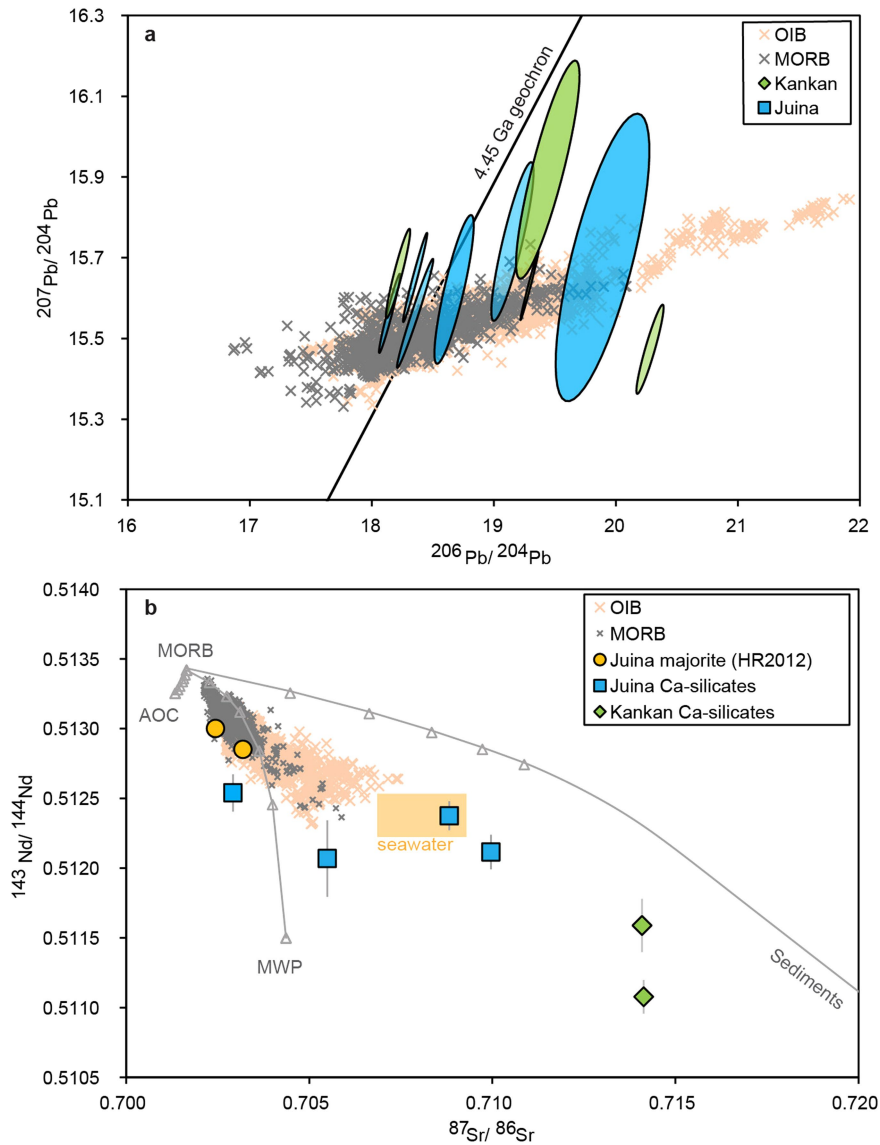 a
OIB
MORB
Kankan
Juina
4.45 Ga geochron
16.3
16.1
15.9
15.7
15.5
15.3
15.1
207Pb/ 204Pb
16 17 18 19 20 21 22
206Pb/ 204Pb
b
OIB
MORB
Juina majorite (HR2012)
Juina Ca-silicates
Kankan Ca-silicates
MORB
AOC
seawater
MWP
Sediments
0.5140
0.5135
0.5130
0.5125
0.5120
0.5115
0.5110
0.5105
143Nd/ 144Nd
0.700 0.705 0.710 0.715 0.720
87Sr/ 86Sr